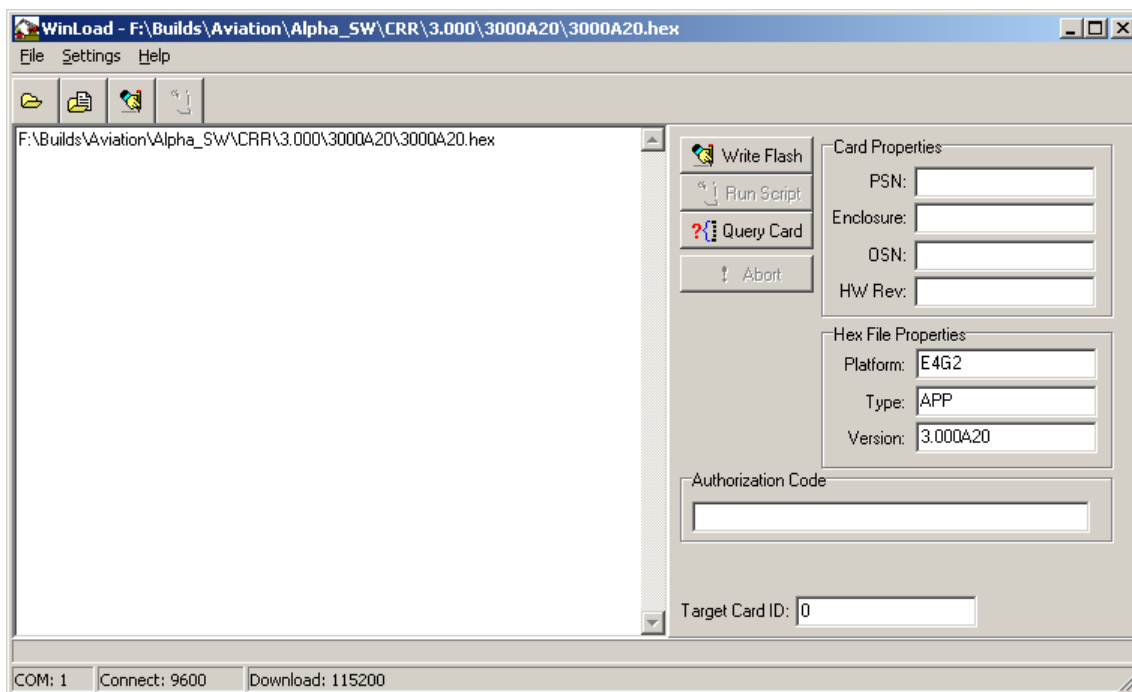 WinLoad - F:\Builds\Aviation\Alpha_SW\CRR\3.000\3000A20\3000A20.hex
File Settings Help
F:\Builds\Aviation\Alpha_SW\CRR\3.000\3000A20\3000A20.hex
Write Flash
Run Script
Query Card
Abort
Card Properties
PSN:
Enclosure:
OSN:
HW Rev:
Hex File Properties
Platform: E4G2
Type: APP
Version: 3.000A20
Authorization Code
Target Card ID: 0
COM: 1 Connect: 9600 Download: 115200